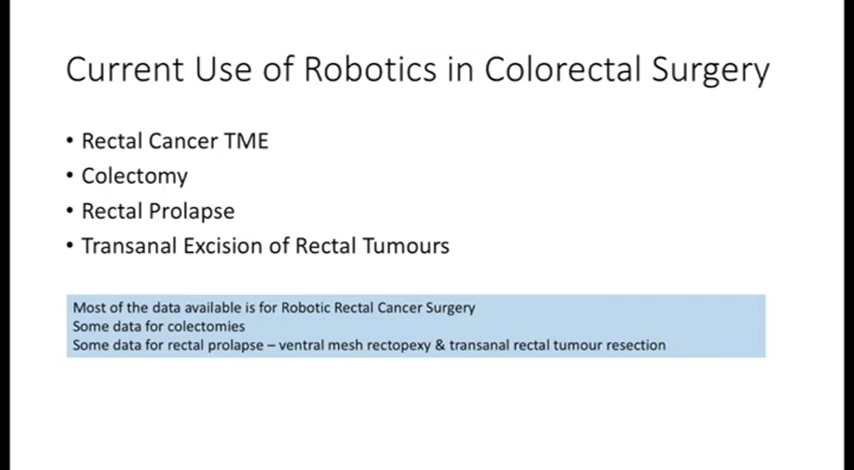 Current Use of Robotics in Colorectal Surgery
• Rectal Cancer TME
• Colectomy
• Rectal Prolapse
• Transanal Excision of Rectal Tumours
Most of the data available is for Robotic Rectal Cancer Surgery
Some data for colectomies
Some data for rectal prolapse – ventral mesh rectopexy & transanal rectal tumour resection